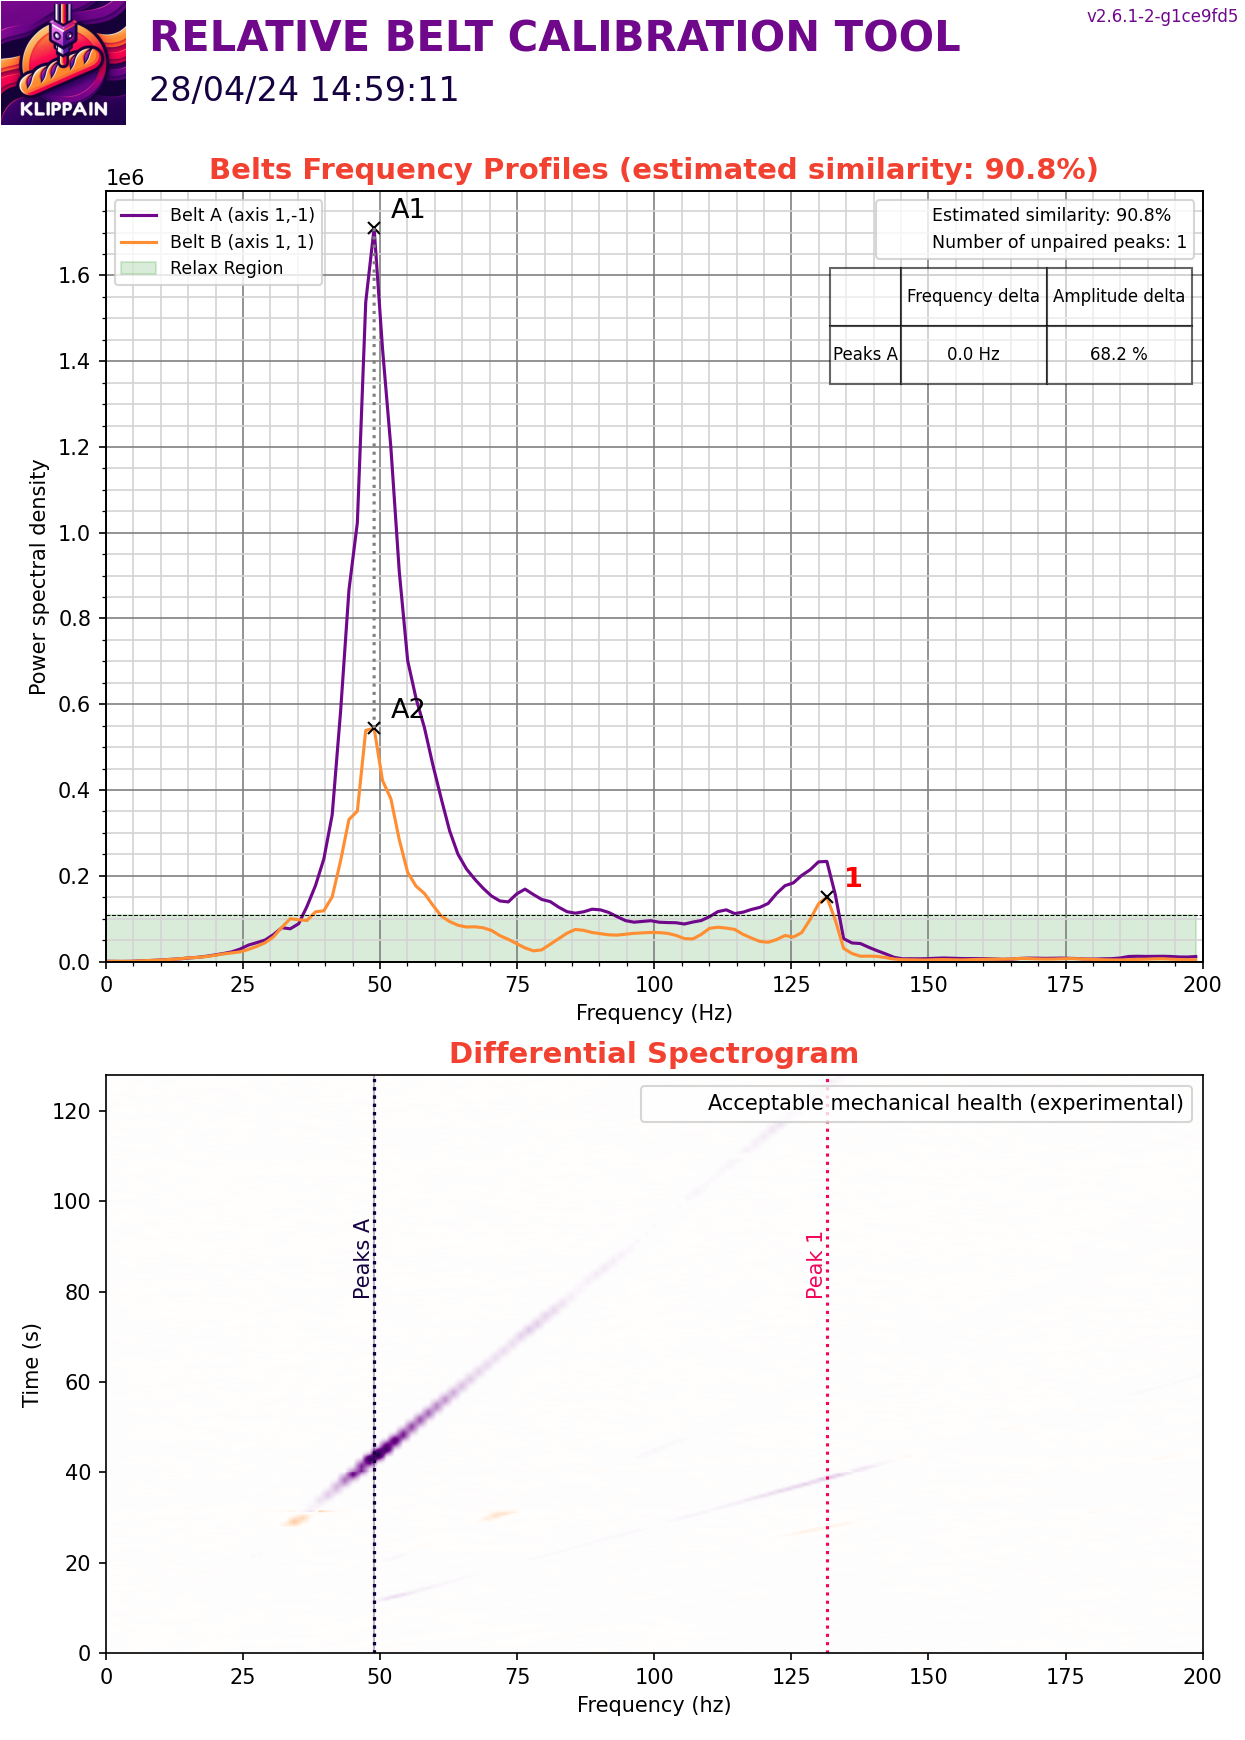 v2.6.1-2-g1ce9fd5
RELATIVE BELT CALIBRATION TOOL
28/04/24 14:59:11
KLIPPAIN
Belts Frequency Profiles (estimated similarity: 90.8%)
1e6
A1
Belt A (axis 1,-1)
Belt B (axis 1, 1)
Relax Region
Estimated similarity: 90.8%
Number of unpaired peaks: 1
Frequency delta Amplitude delta
Peaks A 0.0 Hz 68.2 %
1.6
1.4
1.2
1.0
0.8
0.6
0.4
0.2
0.0
Power spectral density
A2
1
0 25 50 75 100 125 150 175 200
Frequency (Hz)
Differential Spectrogram
Acceptable mechanical health (experimental)
120
100
80
60
40
20
0
Time (s)
Peaks A
Peak 1
0 25 50 75 100 125 150 175 200
Frequency (hz)